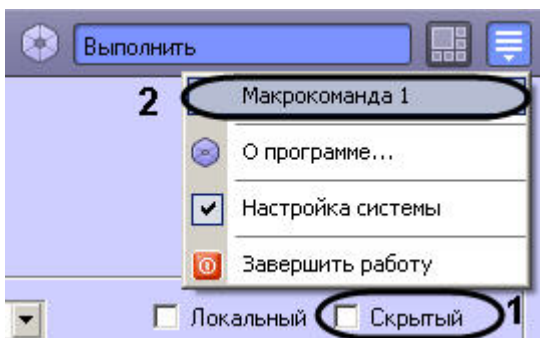 Выполнить
2 Макрокоманда 1
О программе...
Настройка системы
Завершить работу
Локальный Скрытый 1